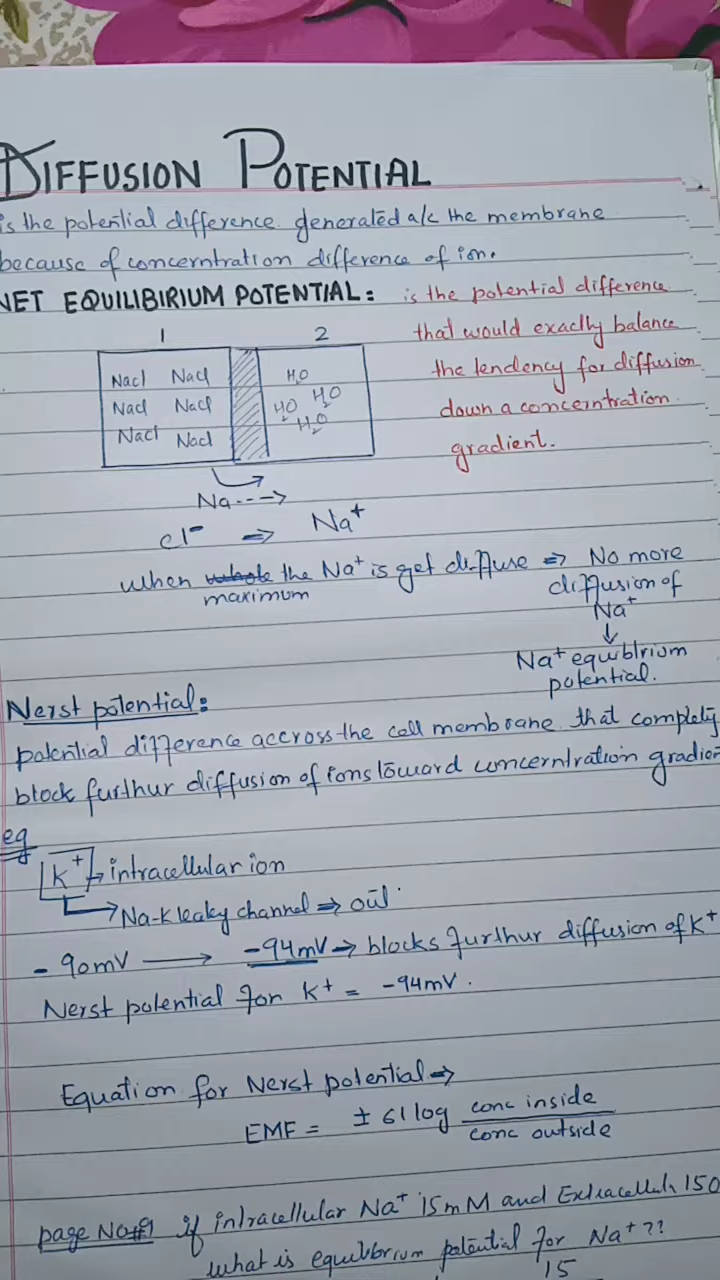 DIFFUSION POTENTIAL
is the potential difference generated a/c the membrane
because of concerntration difference of ion.
NET EQUILIBIRIUM POTENTIAL: is the potential difference
that would exactly balance
the tendency for diffusion
down a concerntration
gradient.
1 2
Nacl Nacl H2O
Nacl Nacl H2O H2O
Nacl Nacl H2O
Na --->
cl- ⇒ Na+
when the Na+ is get diffuse ⇒ No more
maximum diffusion of
Na+
↓
Na+ equiblrium
potential.
Nerst potential:
potential difference accross the cell membrane that completly
block furthur diffusion of ions toward concerntration gradien
eg
K+ → intracellular ion
→ Na-K leaky channel ⇒ out.
- 90mV → -94mV → blocks furthur diffusion of K+
Nerst potential for K+ = -94mV.
Equation for Nerst potential ⇒
EMF = ± 61 log conc inside
conc outside
page No#9 if intracellular Na+ 15mM and Extracellulr 150
what is equilibrium potential for Na+??
15